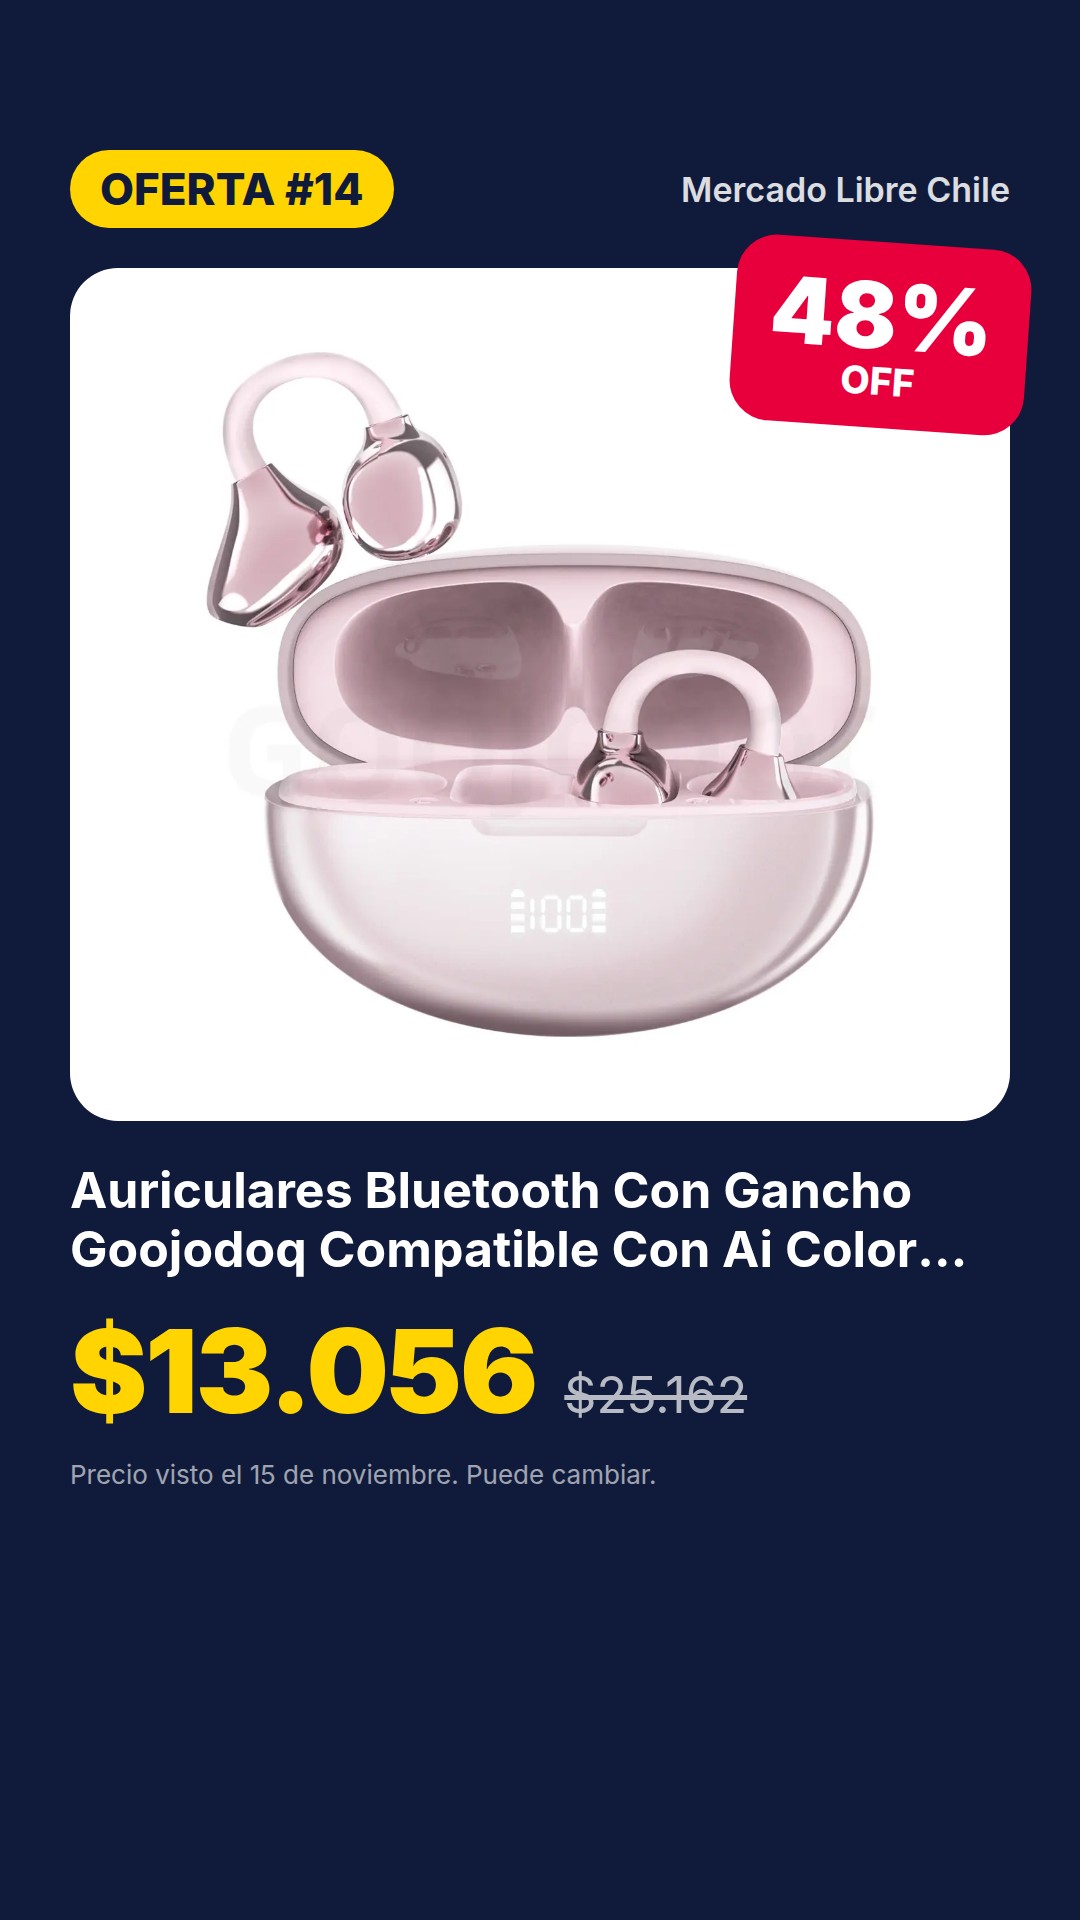 OFERTA #14
Mercado Libre Chile
48%
OFF
100
Auriculares Bluetooth Con Gancho
Goojodoq Compatible Con Ai Color...
$13.056 $25.162
Precio visto el 15 de noviembre. Puede cambiar.